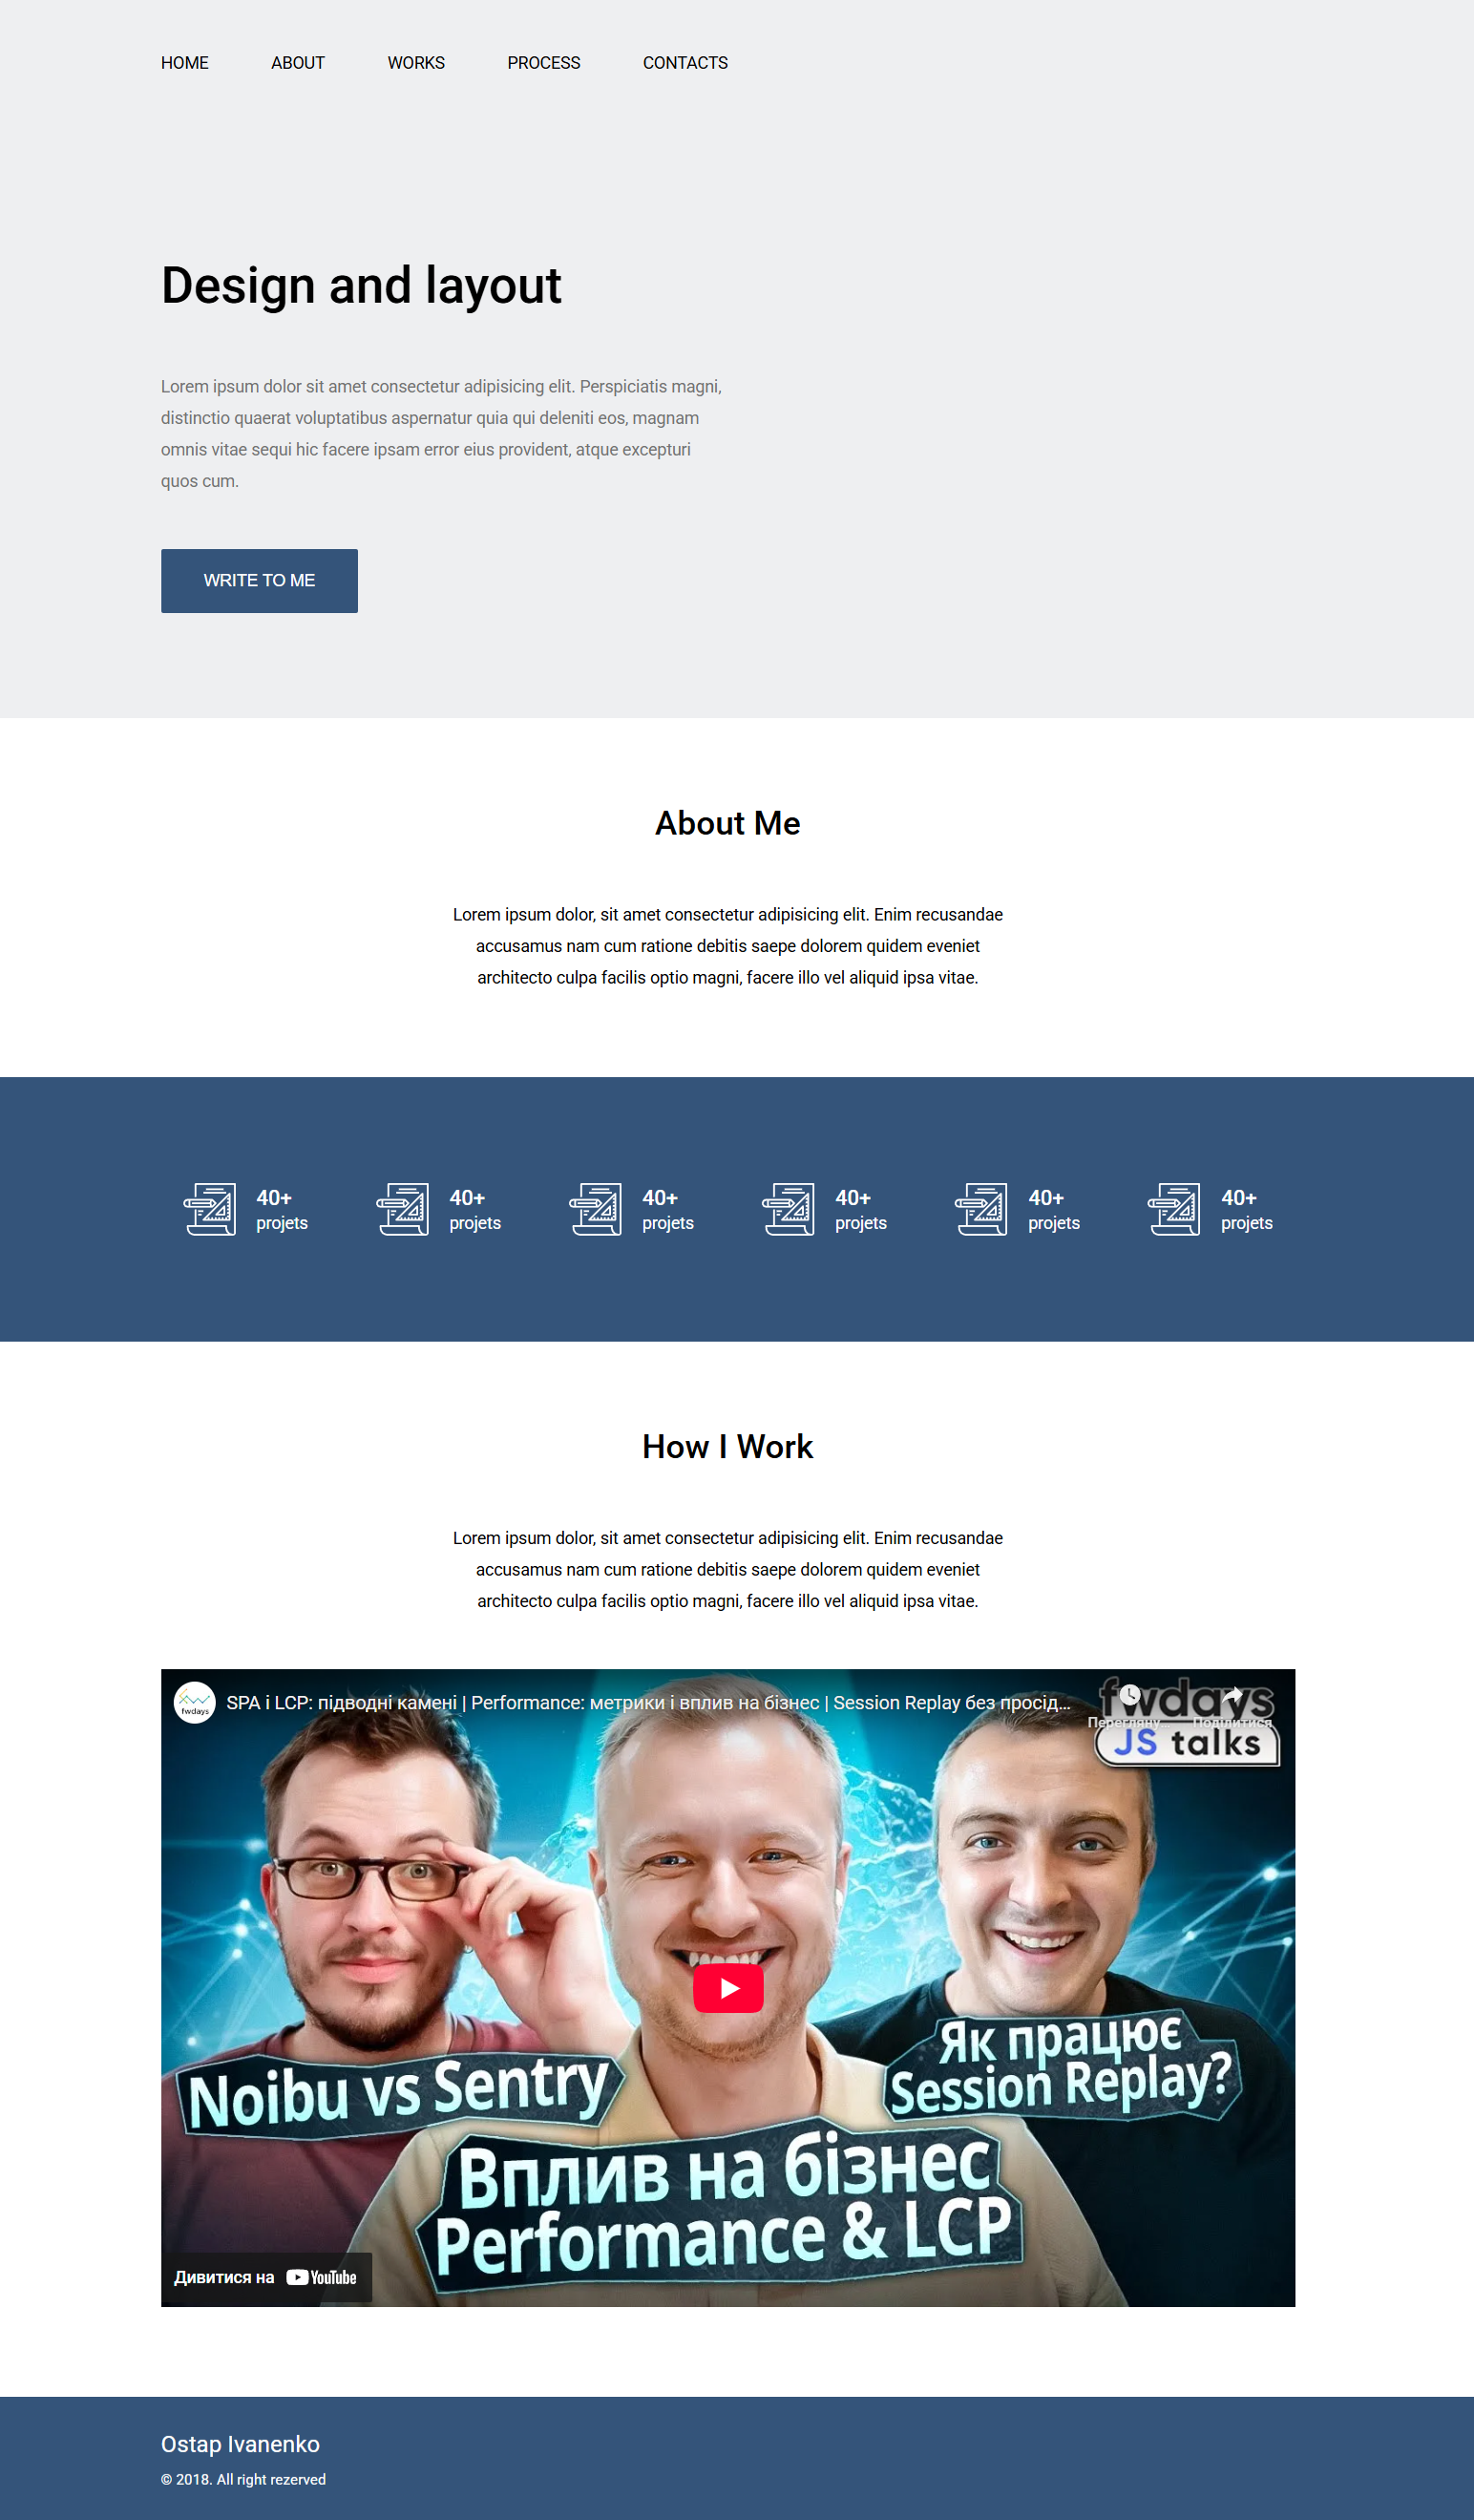 HOME ABOUT WORKS PROCESS CONTACTS
Design and layout
Lorem ipsum dolor sit amet consectetur adipisicing elit. Perspiciatis magni,
distinctio quaerat voluptatibus aspernatur quia qui deleniti eos, magnam
omnis vitae sequi hic facere ipsam error eius provident, atque excepturi
quos cum.
WRITE TO ME
About Me
Lorem ipsum dolor, sit amet consectetur adipisicing elit. Enim recusandae
accusamus nam cum ratione debitis saepe dolorem quidem eveniet
architecto culpa facilis optio magni, facere illo vel aliquid ipsa vitae.
40+ 40+ 40+ 40+ 40+ 40+
projets projets projets projets projets projets
How I Work
Lorem ipsum dolor, sit amet consectetur adipisicing elit. Enim recusandae
accusamus nam cum ratione debitis saepe dolorem quidem eveniet
architecto culpa facilis optio magni, facere illo vel aliquid ipsa vitae.
fwdays
SPA і LCP: підводні камені | Performance: метрики і вплив на бізнес | Session Replay без просід...
fwdays
Перегляну... Поділитися
JS talks
Як працює
Session Replay?
Noibu vs Sentry
Вплив на бізнес
Performance & LCP
Дивитися на YouTube
Ostap Ivanenko
© 2018. All right rezerved